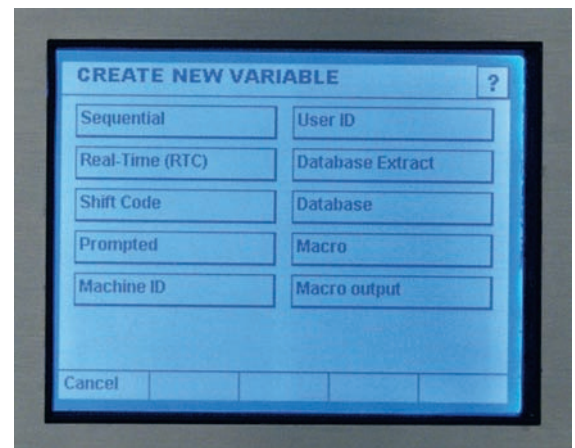 CREATE NEW VARIABLE ?
Sequential
User ID
Real-Time (RTC)
Database Extract
Shift Code
Database
Prompted
Macro
Machine ID
Macro output
Cancel